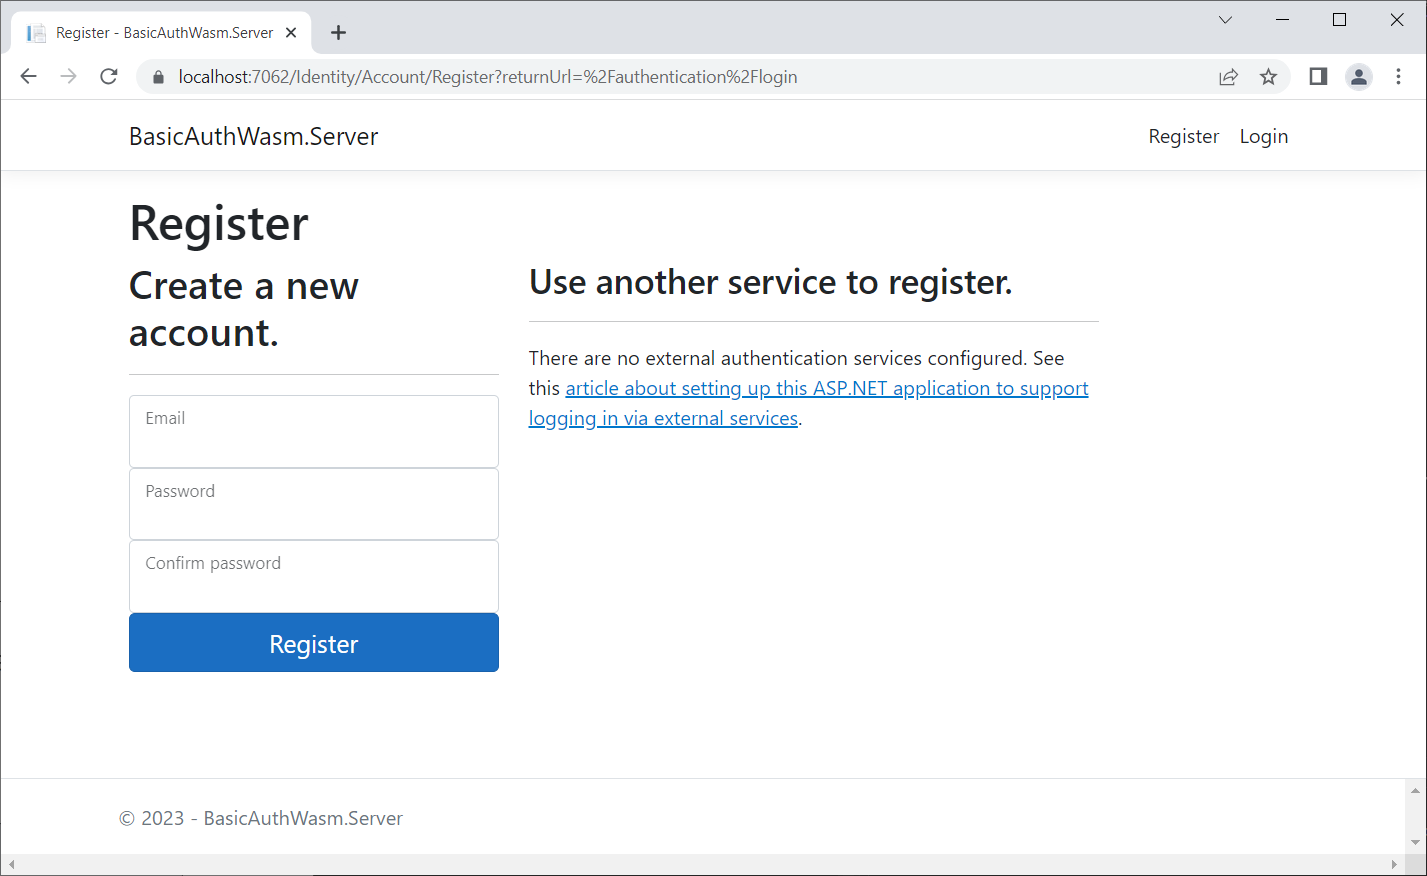 Register - BasicAuthWasm.Server
localhost:7062/Identity/Account/Register?returnUrl=%2Fauthentication%2Flogin
BasicAuthWasm.Server
Register
Login
Register
Create a new
account.
Email
Password
Confirm password
Register
Use another service to register.
There are no external authentication services configured. See
this article about setting up this ASP.NET application to support
logging in via external services.
© 2023 - BasicAuthWasm.Server